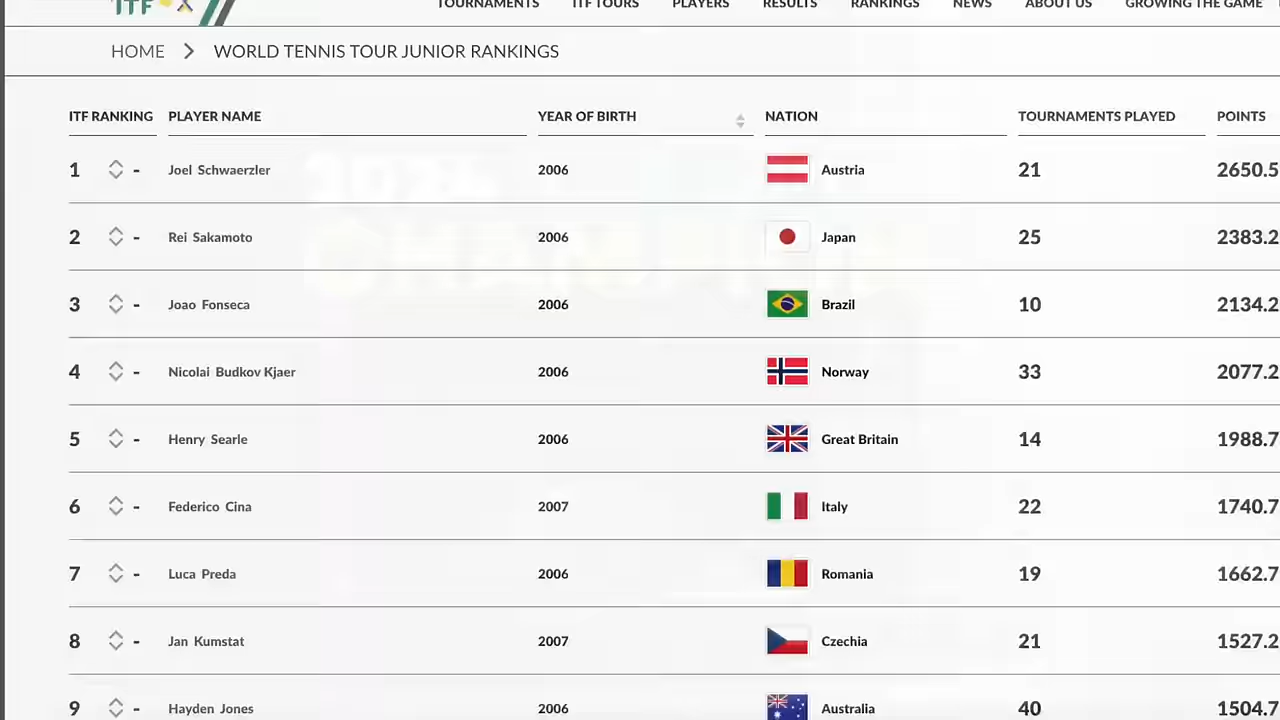 ITF
TOURNAMENTS ITF TOURS PLAYERS RESULTS RANKINGS NEWS ABOUT US GROWING THE GAME
HOME > WORLD TENNIS TOUR JUNIOR RANKINGS
ITF RANKING PLAYER NAME YEAR OF BIRTH NATION TOURNAMENTS PLAYED POINTS
1 - Joel Schwaerzler 2006 Austria 21 2650.5
2 - Rei Sakamoto 2006 Japan 25 2383.2
3 - Joao Fonseca 2006 Brazil 10 2134.2
4 - Nicolai Budkov Kjaer 2006 Norway 33 2077.2
5 - Henry Searle 2006 Great Britain 14 1988.7
6 - Federico Cina 2007 Italy 22 1740.7
7 - Luca Preda 2006 Romania 19 1662.7
8 - Jan Kumstat 2007 Czechia 21 1527.2
9 - Hayden Jones 2006 Australia 40 1504.7